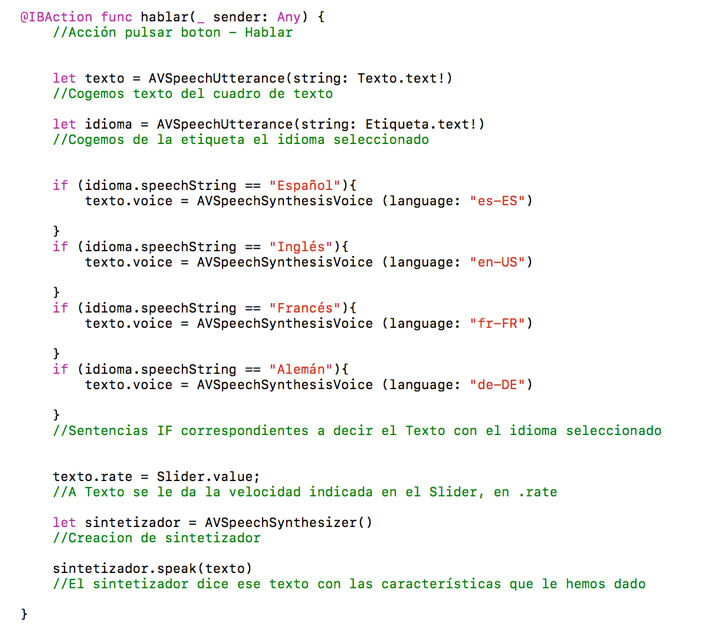 @IBAction func hablar(_ sender: Any) {
//Acción pulsar boton – Hablar
let texto = AVSpeechUtterance(string: Texto.text!)
//Cogemos texto del cuadro de texto
let idioma = AVSpeechUtterance(string: Etiqueta.text!)
//Cogemos de la etiqueta el idioma seleccionado
if (idioma.speechString == "Español"){
texto.voice = AVSpeechSynthesisVoice (language: "es-ES")
}
if (idioma.speechString == "Inglés"){
texto.voice = AVSpeechSynthesisVoice (language: "en-US")
}
if (idioma.speechString == "Francés"){
texto.voice = AVSpeechSynthesisVoice (language: "fr-FR")
}
if (idioma.speechString == "Alemán"){
texto.voice = AVSpeechSynthesisVoice (language: "de-DE")
}
//Sentencias IF correspondientes a decir el Texto con el idioma seleccionado
texto.rate = Slider.value;
//A Texto se le da la velocidad indicada en el Slider, en .rate
let sintetizador = AVSpeechSynthesizer()
//Creacion de sintetizador
sintetizador.speak(texto)
//El sintetizador dice ese texto con las características que le hemos dado
}